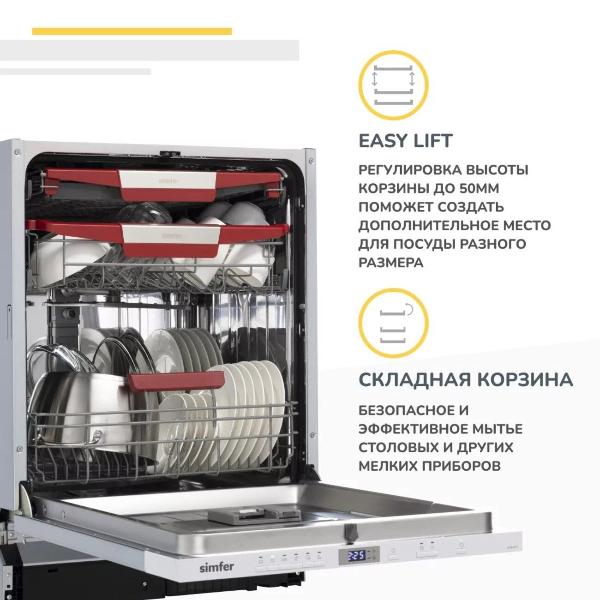 EASY LIFT
РЕГУЛИРОВКА ВЫСОТЫ
КОРЗИНЫ ДО 50ММ
ПОМОЖЕТ СОЗДАТЬ
ДОПОЛНИТЕЛЬНОЕ МЕСТО
ДЛЯ ПОСУДЫ РАЗНОГО
РАЗМЕРА
СКЛАДНАЯ КОРЗИНА
БЕЗОПАСНОЕ И
ЭФФЕКТИВНОЕ МЫТЬЕ
СТОЛОВЫХ И ДРУГИХ
МЕЛКИХ ПРИБОРОВ
simfer
simfer
simfer
2:25